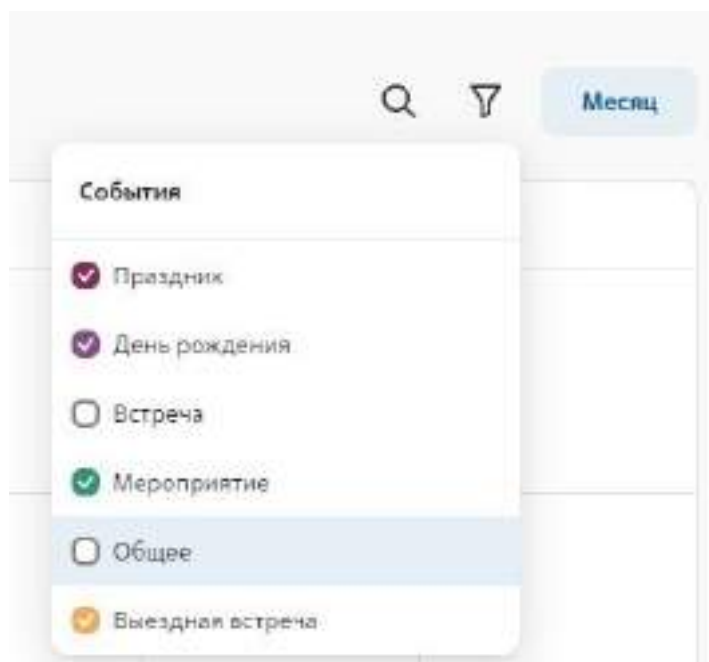 Месяц
События
Праздник
День рождения
Встреча
Мероприятие
Общее
Выездная встреча